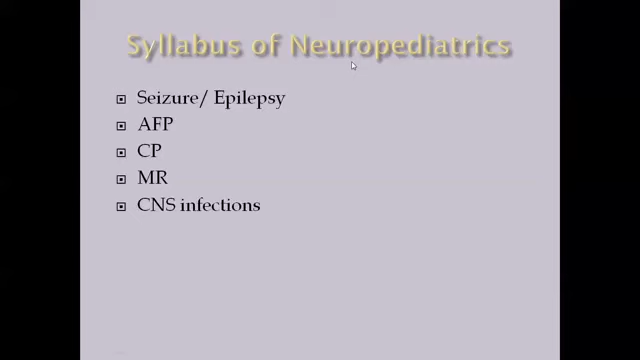 Syllabus of Neuropediatrics
Seizure/ Epilepsy
AFP
CP
MR
CNS infections